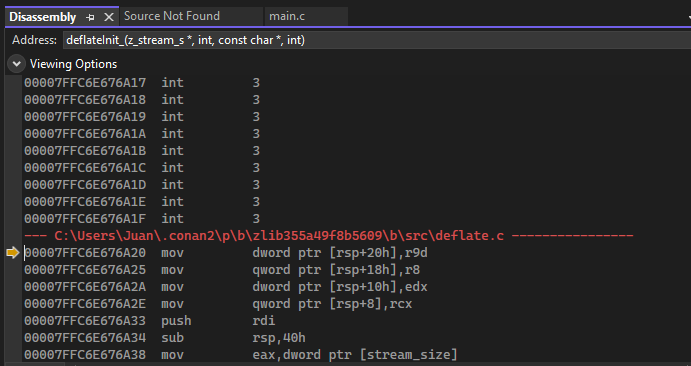 Disassembly Source Not Found main.c
Address: deflateInit_(z_stream_s *, int, const char *, int)
Viewing Options
00007FFC6E676A17 int 3
00007FFC6E676A18 int 3
00007FFC6E676A19 int 3
00007FFC6E676A1A int 3
00007FFC6E676A1B int 3
00007FFC6E676A1C int 3
00007FFC6E676A1D int 3
00007FFC6E676A1E int 3
00007FFC6E676A1F int 3
--- C:\Users\Juan\.conan2\p\b\zlib355a49f8b5609\b\src\deflate.c ----------------
00007FFC6E676A20 mov dword ptr [rsp+20h],r9d
00007FFC6E676A25 mov qword ptr [rsp+18h],r8
00007FFC6E676A2A mov dword ptr [rsp+10h],edx
00007FFC6E676A2E mov qword ptr [rsp+8],rcx
00007FFC6E676A33 push rdi
00007FFC6E676A34 sub rsp,40h
00007FFC6E676A38 mov eax,dword ptr [stream_size]